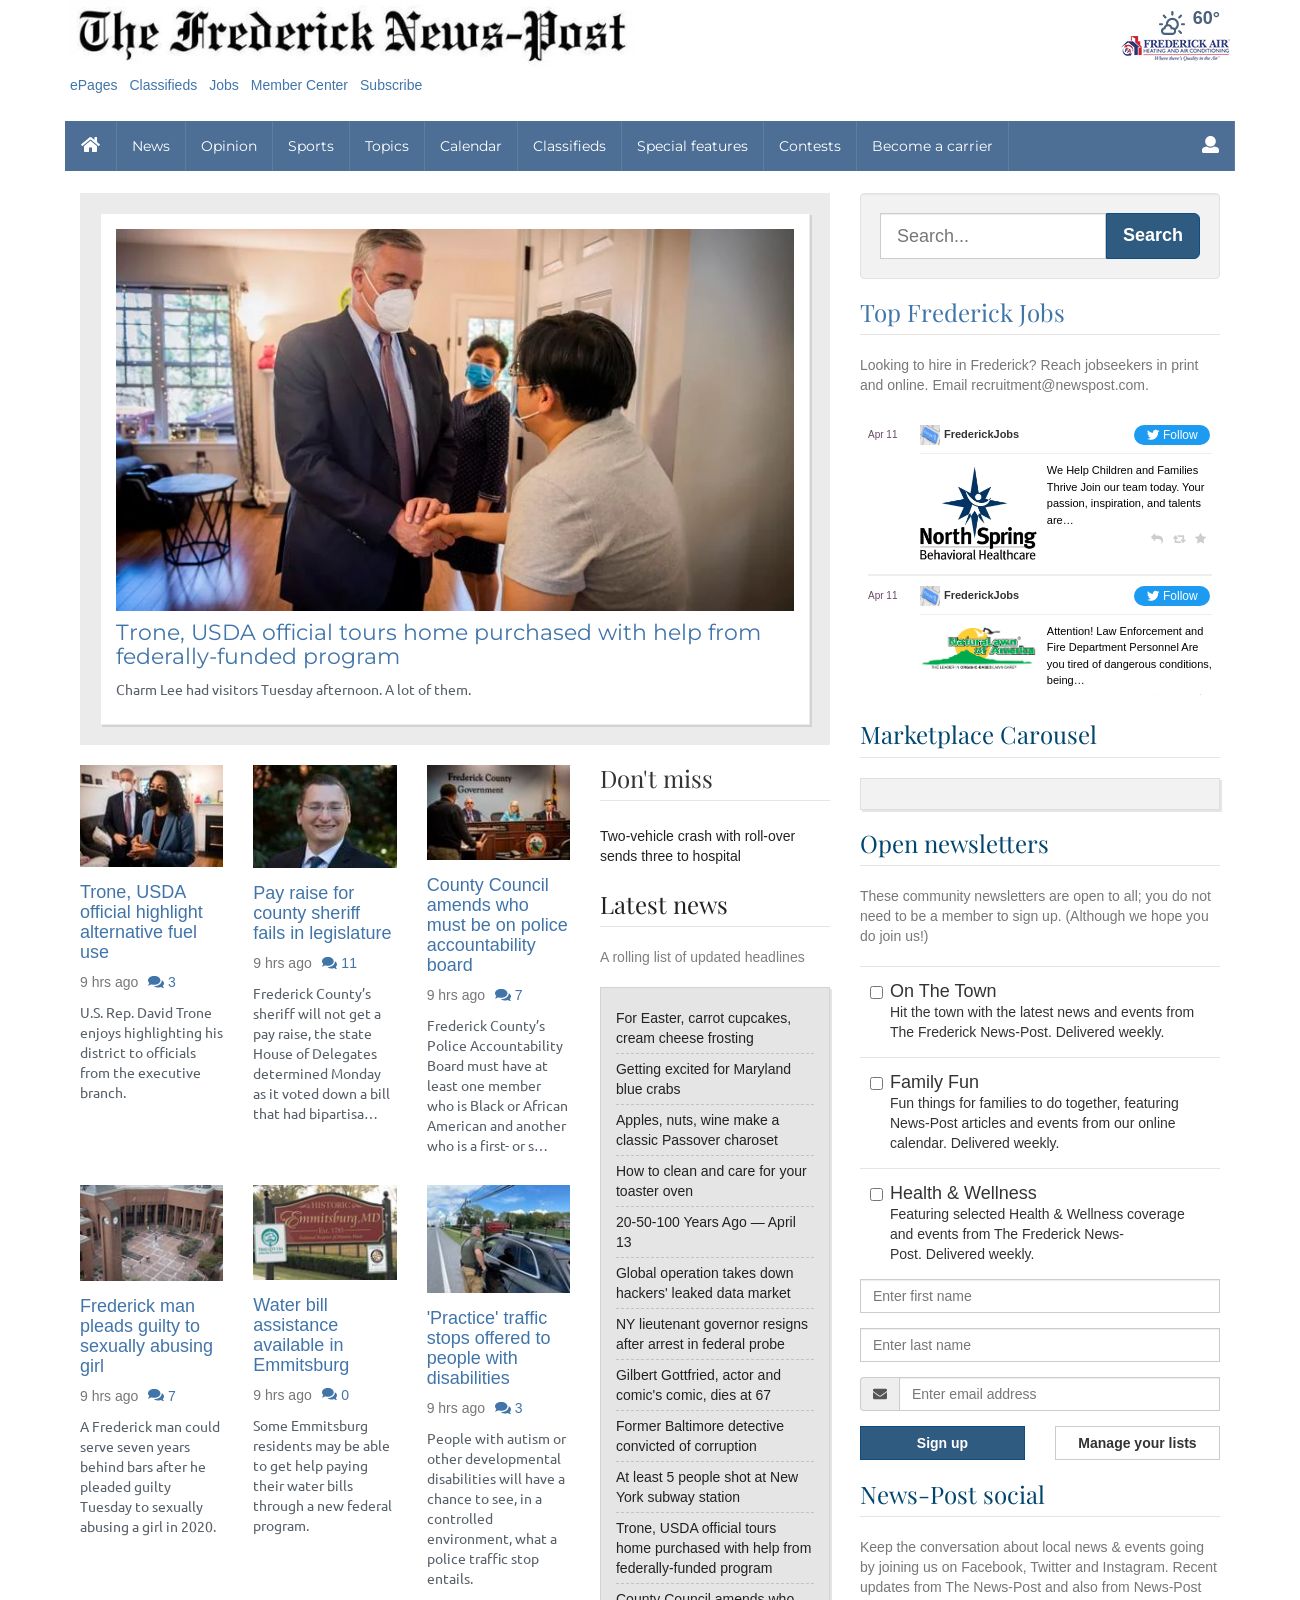 The Frederick News-Post
60°
FREDERICK AIR
HEATING AND AIR CONDITIONING
Where there's Quality in the Air
ePages Classifieds Jobs Member Center Subscribe
News Opinion Sports Topics Calendar Classifieds Special features Contests Become a carrier
Trone, USDA official tours home purchased with help from
federally-funded program
Charm Lee had visitors Tuesday afternoon. A lot of them.
Trone, USDA
official highlight
alternative fuel
use
9 hrs ago 3
U.S. Rep. David Trone
enjoys highlighting his
district to officials
from the executive
branch.
Pay raise for
county sheriff
fails in legislature
9 hrs ago 11
Frederick County’s
sheriff will not get a
pay raise, the state
House of Delegates
determined Monday
as it voted down a bill
that had bipartisa…
Frederick County
Government
County Council
amends who
must be on police
accountability
board
9 hrs ago 7
Frederick County’s
Police Accountability
Board must have at
least one member
who is Black or African
American and another
who is a first- or s…
Frederick man
pleads guilty to
sexually abusing
girl
9 hrs ago 7
A Frederick man could
serve seven years
behind bars after he
pleaded guilty
Tuesday to sexually
abusing a girl in 2020.
HISTORIC
Emmitsburg, MD
Water bill
assistance
available in
Emmitsburg
9 hrs ago 0
Some Emmitsburg
residents may be able
to get help paying
their water bills
through a new federal
program.
'Practice' traffic
stops offered to
people with
disabilities
9 hrs ago 3
People with autism or
other developmental
disabilities will have a
chance to see, in a
controlled
environment, what a
police traffic stop
entails.
Don't miss
Two-vehicle crash with roll-over
sends three to hospital
Latest news
A rolling list of updated headlines
For Easter, carrot cupcakes,
cream cheese frosting
Getting excited for Maryland
blue crabs
Apples, nuts, wine make a
classic Passover charoset
How to clean and care for your
toaster oven
20-50-100 Years Ago — April
13
Global operation takes down
hackers' leaked data market
NY lieutenant governor resigns
after arrest in federal probe
Gilbert Gottfried, actor and
comic's comic, dies at 67
Former Baltimore detective
convicted of corruption
At least 5 people shot at New
York subway station
Trone, USDA official tours
home purchased with help from
federally-funded program
County Council amends who
Search... Search
Top Frederick Jobs
Looking to hire in Frederick? Reach jobseekers in print
and online. Email recruitment@newspost.com.
Apr 11 FrederickJobs Follow
North Spring
Behavioral Healthcare
We Help Children and Families
Thrive Join our team today. Your
passion, inspiration, and talents
are…
Apr 11 FrederickJobs Follow
NatureLawn
of America
THE LEADER IN ORGANIC-BASED LAWN CARE
Attention! Law Enforcement and
Fire Department Personnel Are
you tired of dangerous conditions,
being…
Marketplace Carousel
Open newsletters
These community newsletters are open to all; you do not
need to be a member to sign up. (Although we hope you
do join us!)
On The Town
Hit the town with the latest news and events from
The Frederick News-Post. Delivered weekly.
Family Fun
Fun things for families to do together, featuring
News-Post articles and events from our online
calendar. Delivered weekly.
Health & Wellness
Featuring selected Health & Wellness coverage
and events from The Frederick News-
Post. Delivered weekly.
Enter first name
Enter last name
Enter email address
Sign up Manage your lists
News-Post social
Keep the conversation about local news & events going
by joining us on Facebook, Twitter and Instagram. Recent
updates from The News-Post and also from News-Post